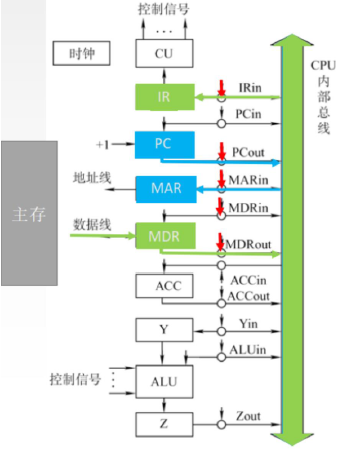 控制信号
...
时钟
CU
CPU
内
部
总
线
IR
IRin
PCin
+1
PC
PCout
地址线
MAR
MARin
主存
MDRin
数据线
MDR
MDRout
ACC
ACCin
ACCout
Y
Yin
ALUin
控制信号
ALU
Z
Zout